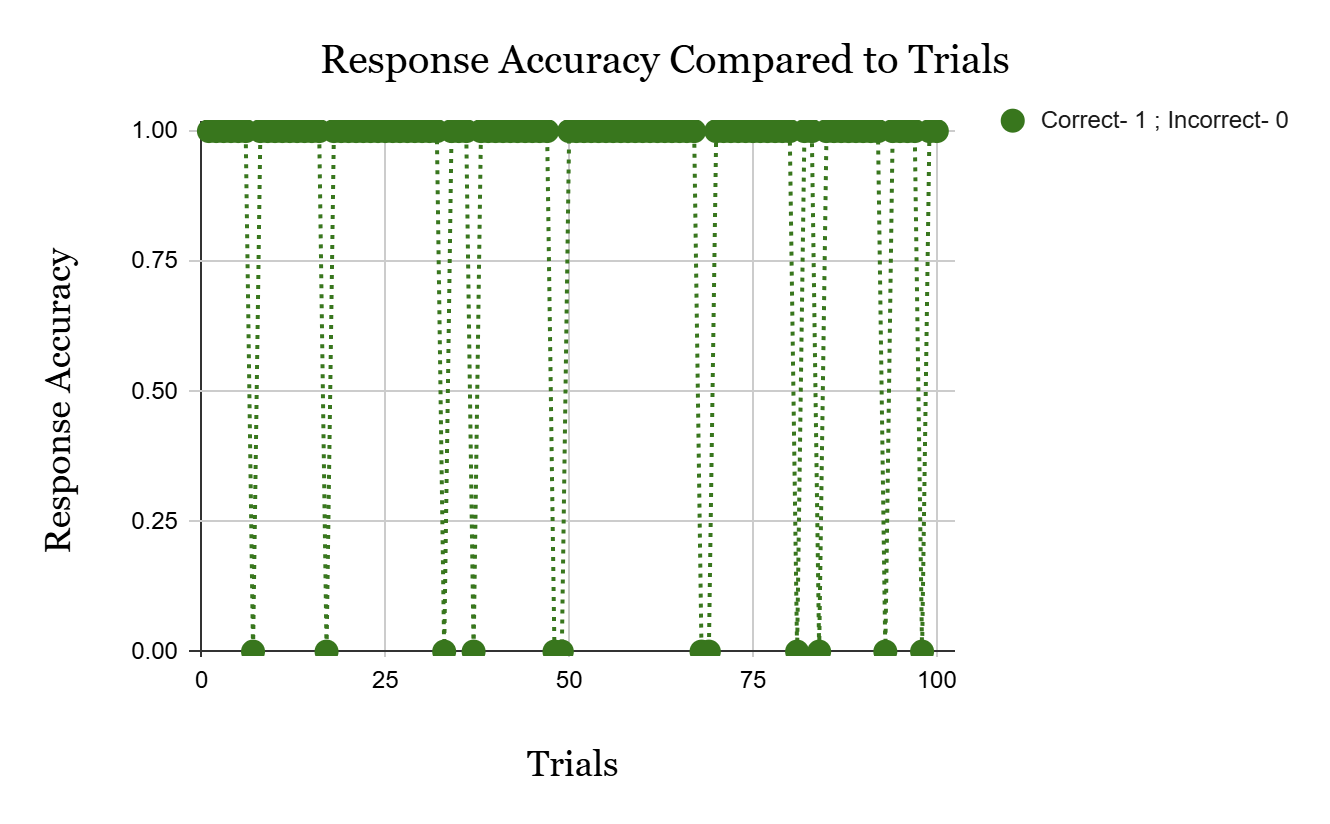 Response Accuracy Compared to Trials
Correct- 1 ; Incorrect- 0
Response Accuracy
1.00
0.75
0.50
0.25
0.00
0
25
50
75
100
Trials